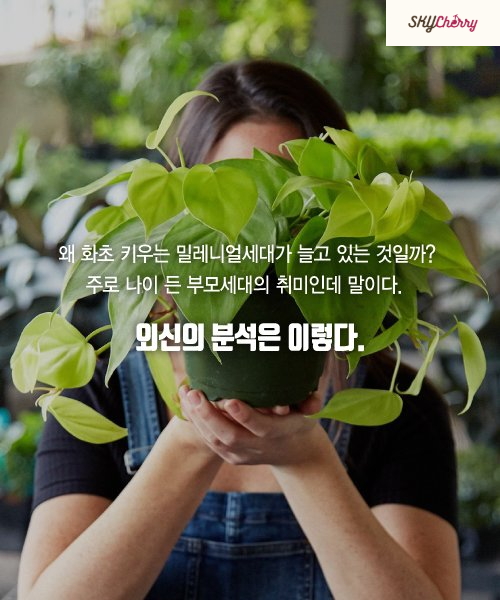 SKYCherry
왜 화초 키우는 밀레니얼세대가 늘고 있는 것일까?
주로 나이 든 부모세대의 취미인데 말이다.
외신의 분석은 이렇다.